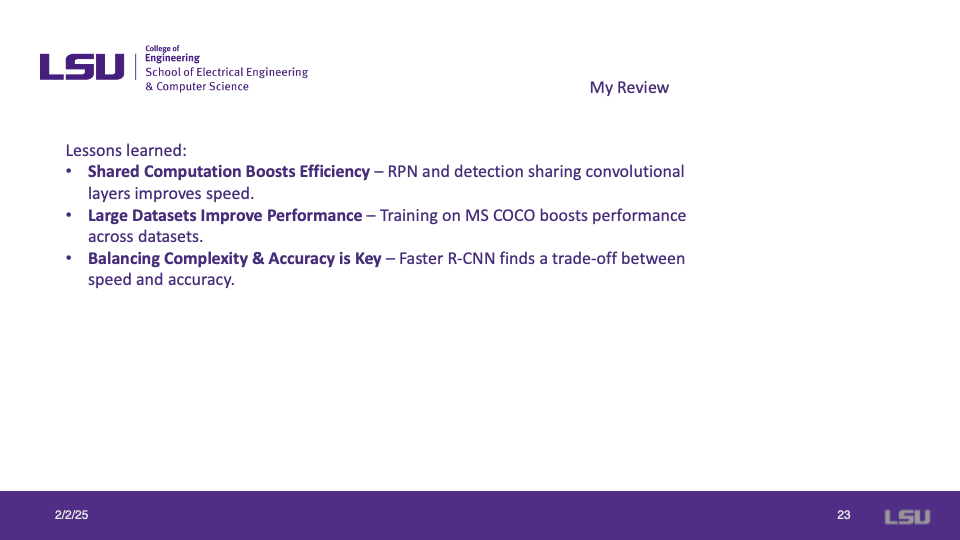 LSU
College of
Engineering
School of Electrical Engineering
& Computer Science
My Review
Lessons learned:
• Shared Computation Boosts Efficiency – RPN and detection sharing convolutional
layers improves speed.
• Large Datasets Improve Performance – Training on MS COCO boosts performance
across datasets.
• Balancing Complexity & Accuracy is Key – Faster R-CNN finds a trade-off between
speed and accuracy.
2/2/25
23
LSU